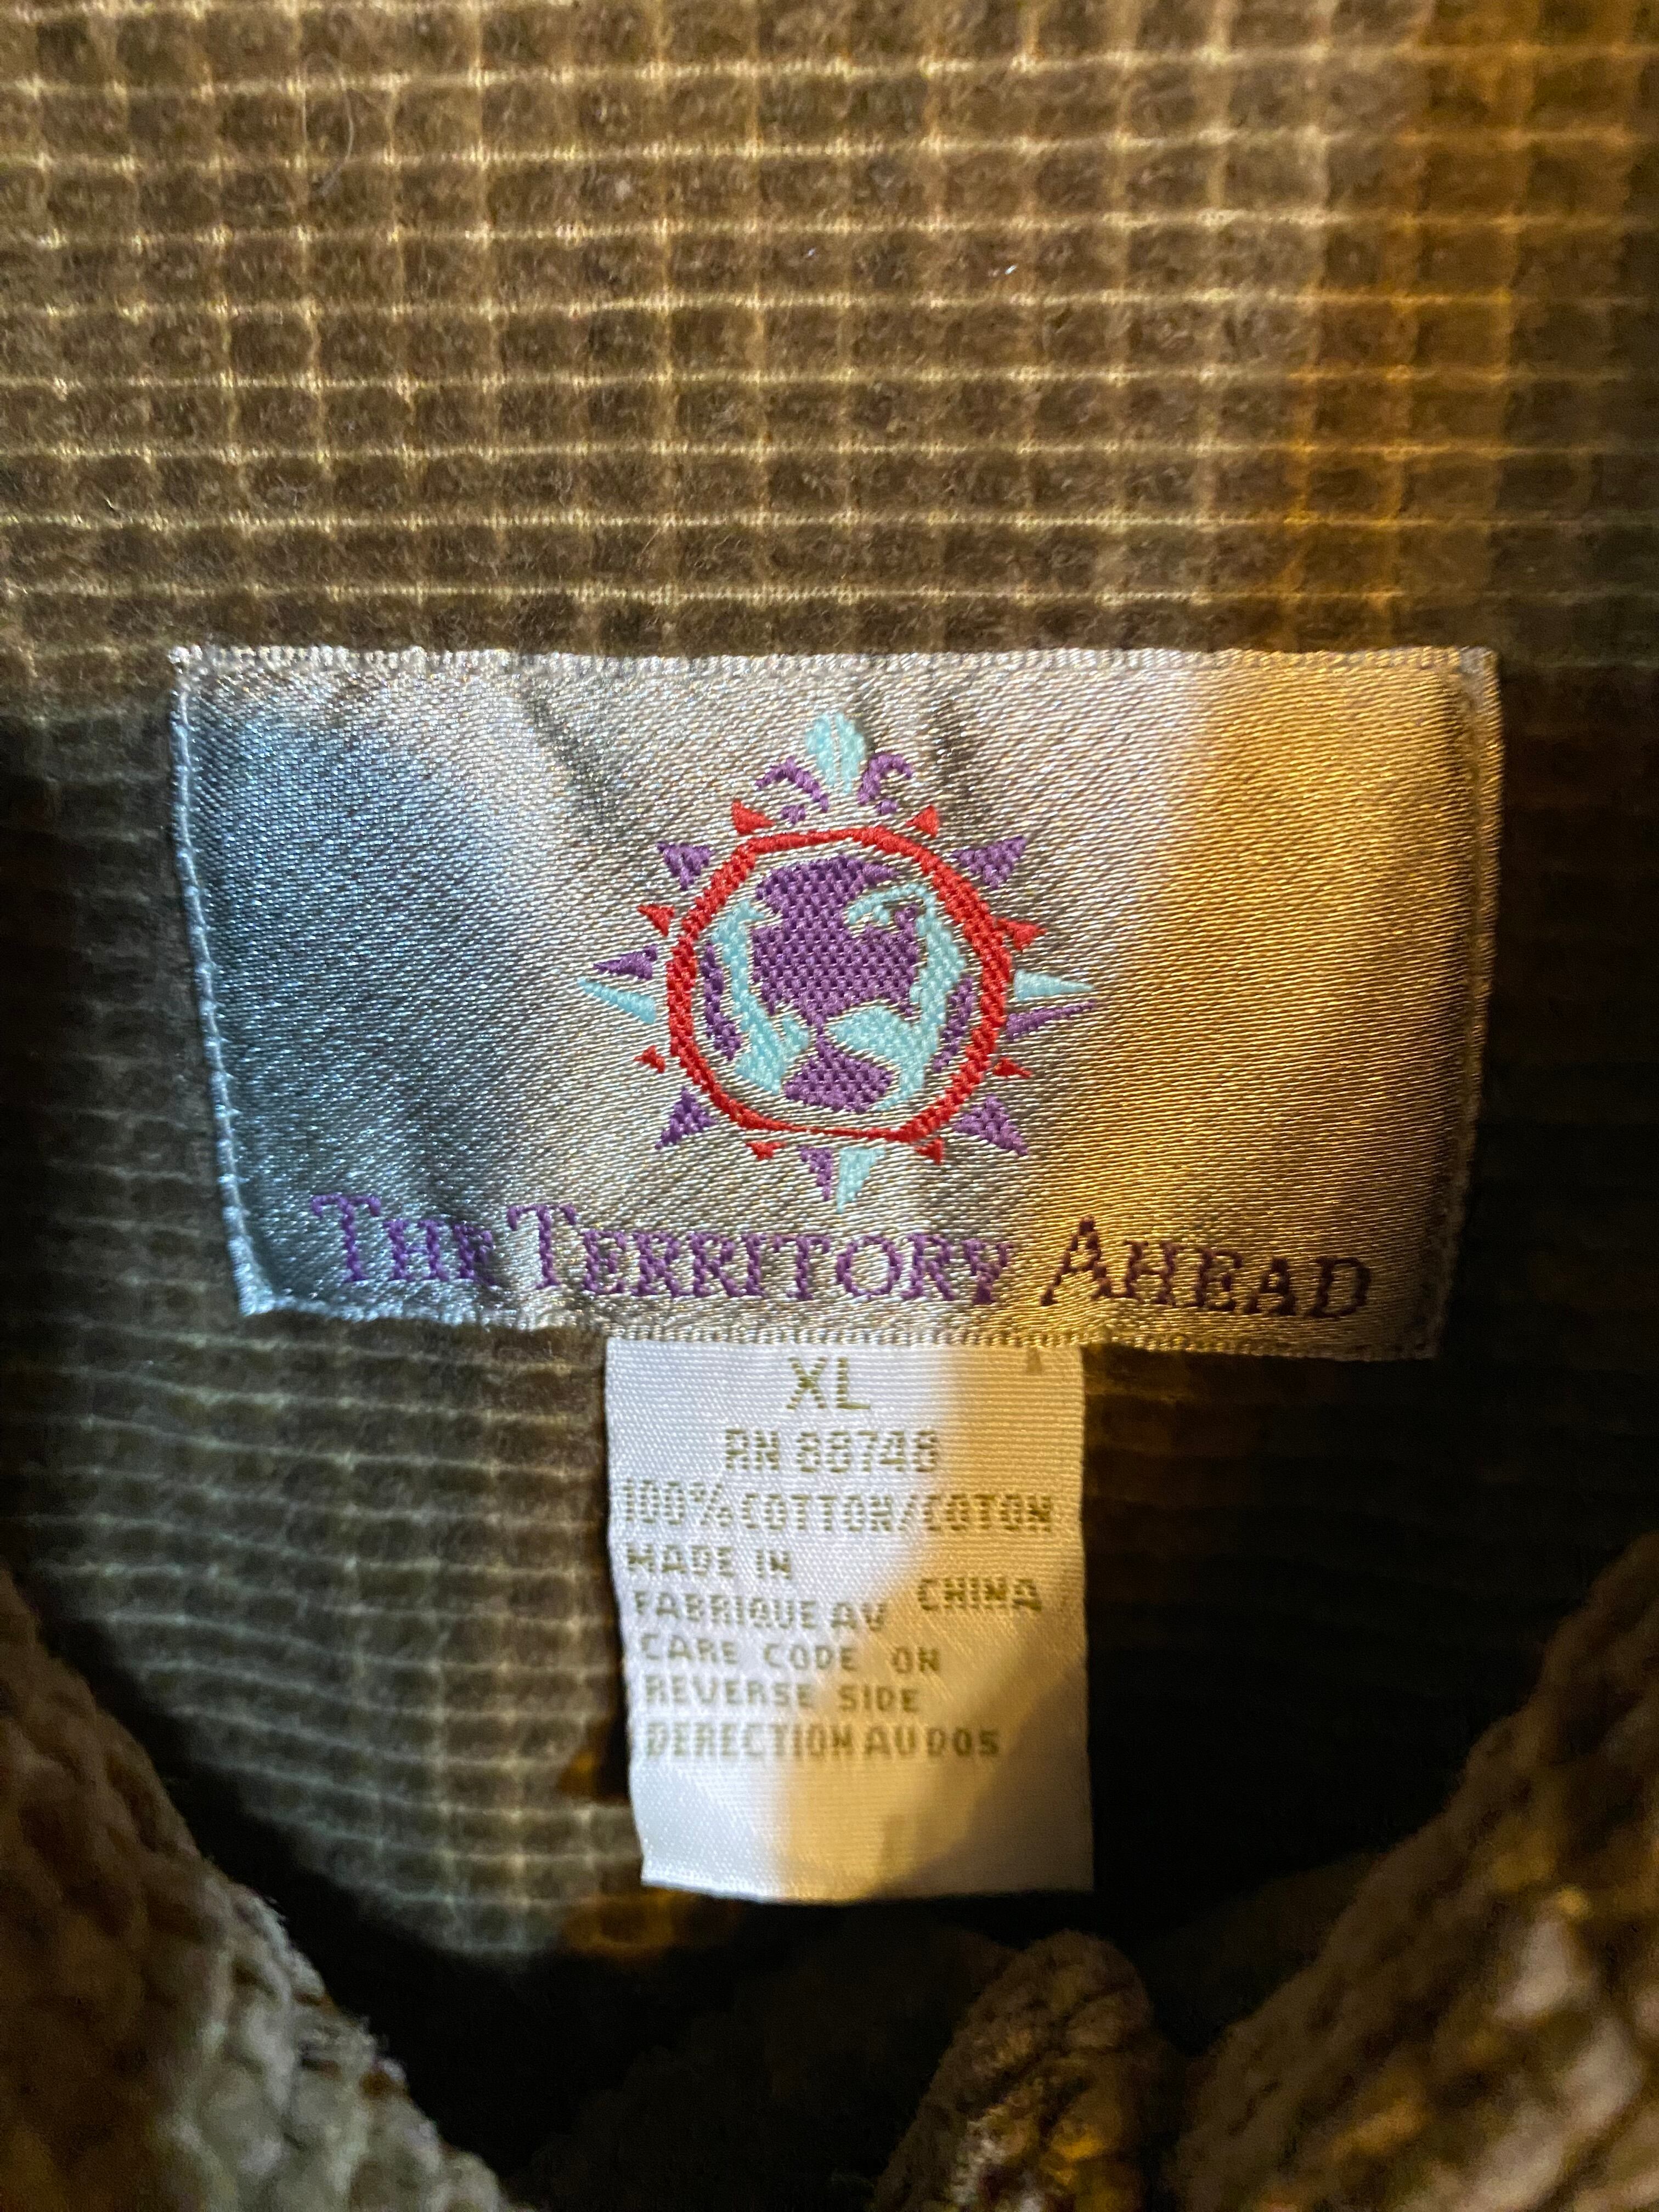 THE TERRITORY AHEAD
XL
RN 88748
100% COTTON/COTON
MADE IN
FABRIQUE AU CHINA
CARE CODE ON
REVERSE SIDE
DERECTION AU DOS